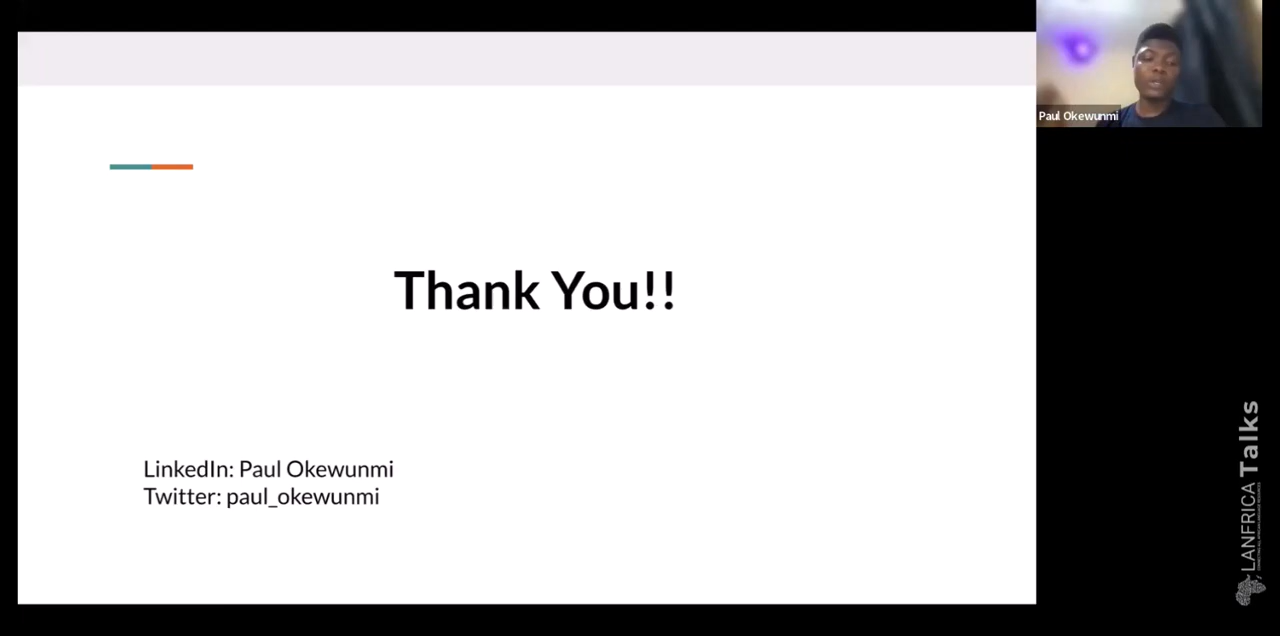 Thank You!!
LinkedIn: Paul Okewunmi
Twitter: paul_okewunmi
Paul Okewunmi
LANFRICA Talks